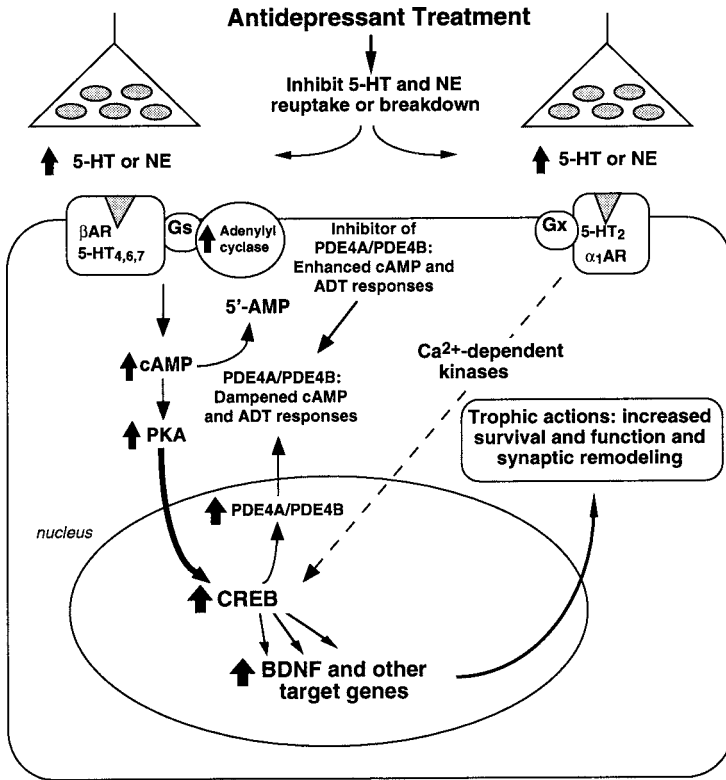 Antidepressant Treatment
Inhibit 5-HT and NE
reuptake or breakdown
5-HT or NE
5-HT or NE
βAR
5-HT4,6,7
Gs
Adenylyl
cyclase
Inhibitor of
PDE4A/PDE4B:
Enhanced cAMP and
ADT responses
Gx
5-HT2
α1AR
5'-AMP
cAMP
PDE4A/PDE4B:
Dampened cAMP
and ADT responses
Ca2+-dependent
kinases
PKA
Trophic actions: increased
survival and function and
synaptic remodeling
PDE4A/PDE4B
nucleus
CREB
BDNF and other
target genes